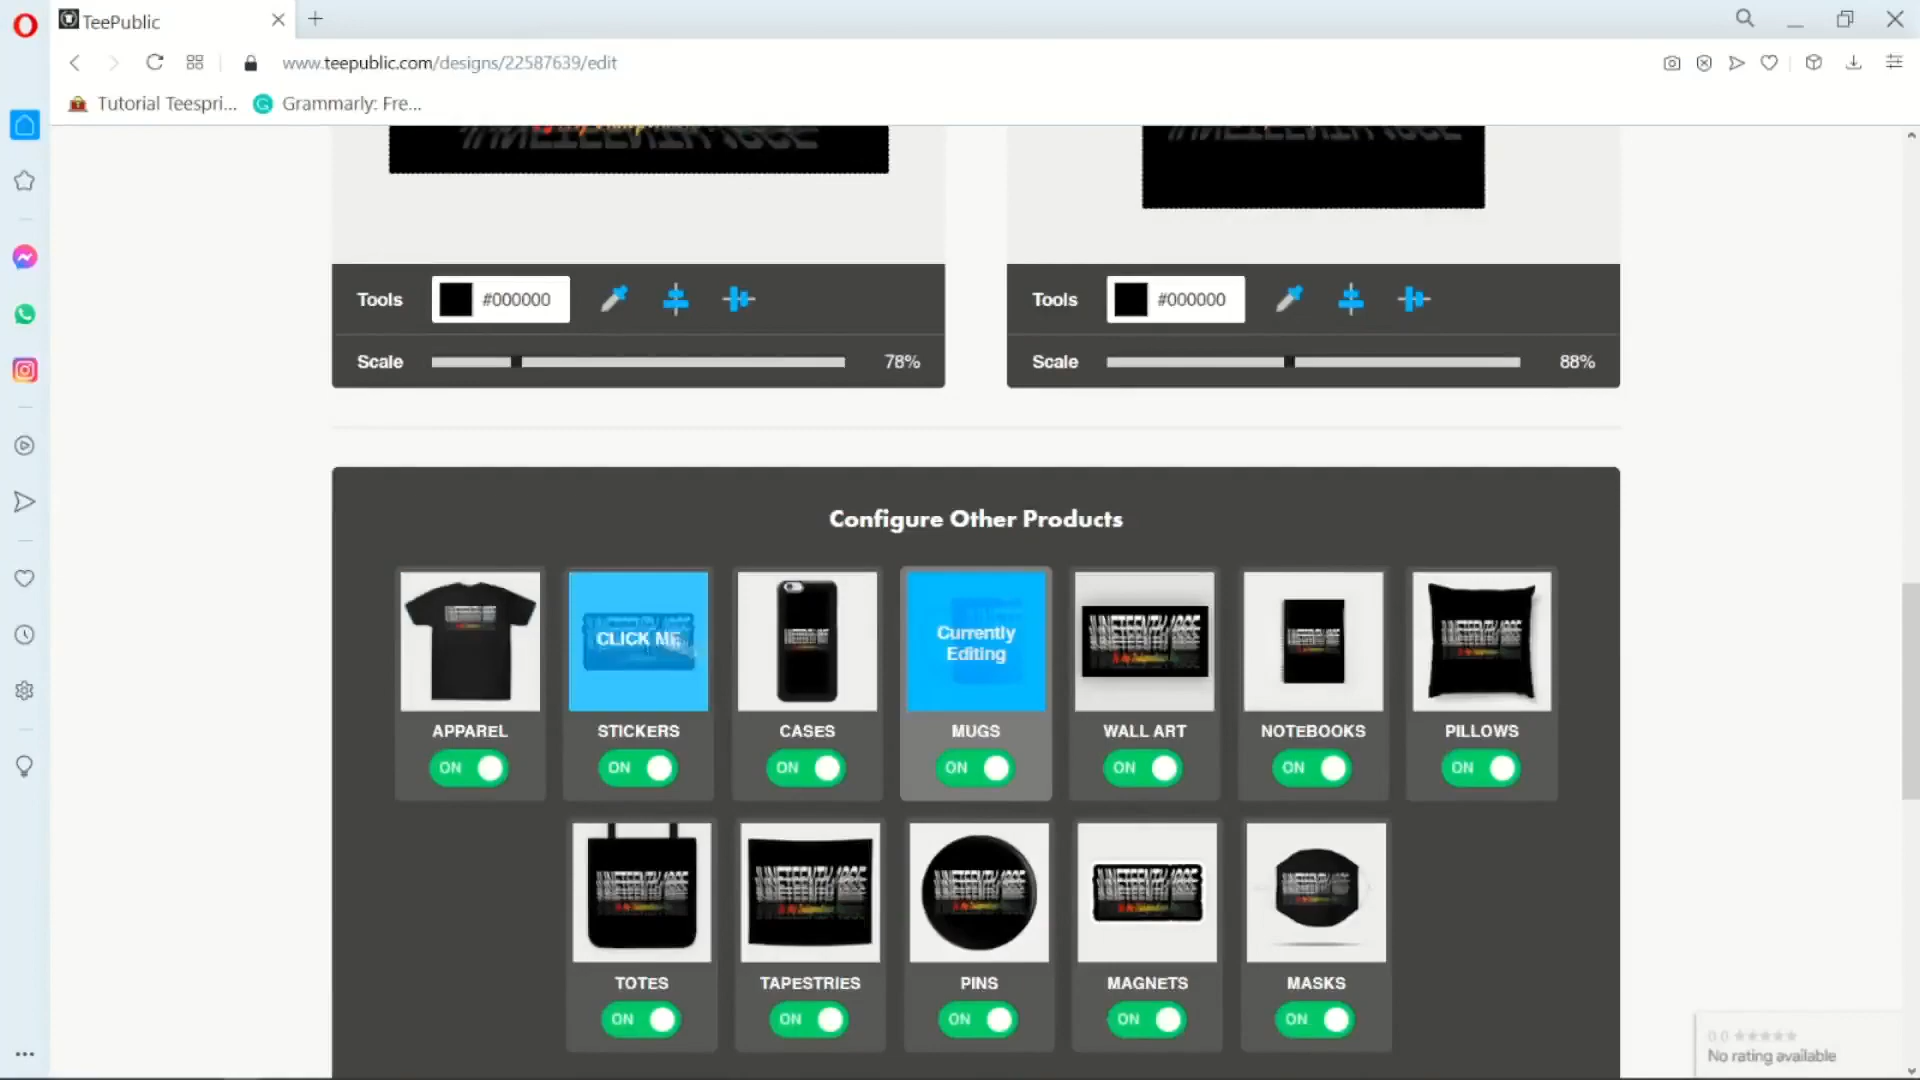 TeePublic
www.teepublic.com/designs/22587639/edit
Tutorial Teespri...
Grammarly: Fre...
Tools
#000000
Scale
78%
Tools
#000000
Scale
88%
Configure Other Products
CLICK ME
Currently
Editing
APPAREL
STICKERS
CASES
MUGS
WALL ART
NOTEBOOKS
PILLOWS
ON
ON
ON
ON
ON
ON
ON
TOTES
TAPESTRIES
PINS
MAGNETS
MASKS
ON
ON
ON
ON
ON
0.0
No rating available